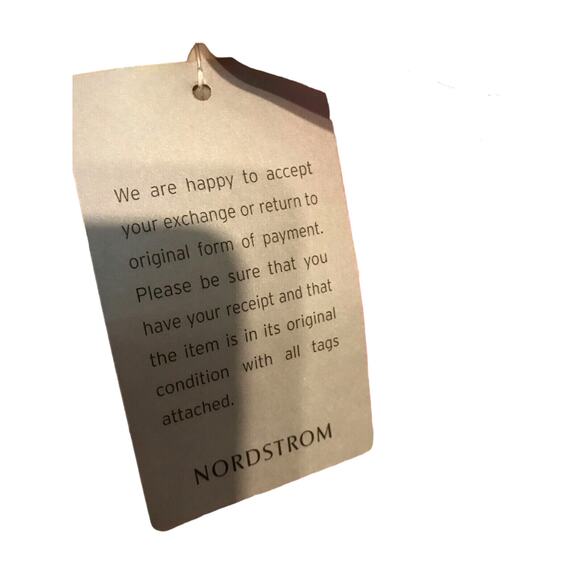 We are happy to accept
your exchange or return to
original form of payment.
Please be sure that you
have your receipt and that
the item is in its original
condition with all tags
attached.
NORDSTROM